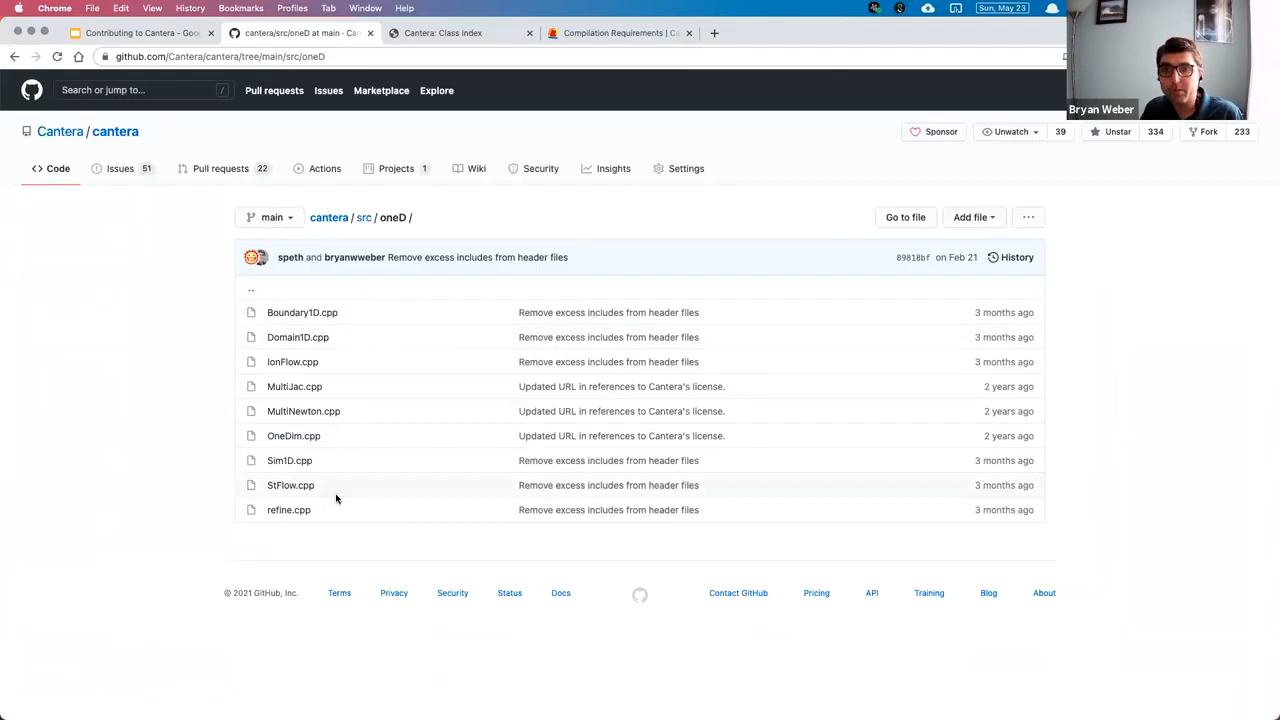 Chrome File Edit View History Bookmarks Profiles Tab Window Help Sun, May 23
Contributing to Cantera - Goo
cantera/src/oneD at main · Can
Cantera: Class Index
Compilation Requirements | Ca
github.com/Cantera/cantera/tree/main/src/oneD
Bryan Weber
Search or jump to... /
Pull requests Issues Marketplace Explore
Cantera / cantera
Sponsor Unwatch 39 Unstar 334 Fork 233
<> Code Issues 51 Pull requests 22 Actions Projects 1 Wiki Security Insights Settings
main cantera / src / oneD / Go to file Add file ···
speth and bryanwweber Remove excess includes from header files 89818bf on Feb 21 History
..
Boundary1D.cpp Remove excess includes from header files 3 months ago
Domain1D.cpp Remove excess includes from header files 3 months ago
IonFlow.cpp Remove excess includes from header files 3 months ago
MultiJac.cpp Updated URL in references to Cantera's license. 2 years ago
MultiNewton.cpp Updated URL in references to Cantera's license. 2 years ago
OneDim.cpp Updated URL in references to Cantera's license. 2 years ago
Sim1D.cpp Remove excess includes from header files 3 months ago
StFlow.cpp Remove excess includes from header files 3 months ago
refine.cpp Remove excess includes from header files 3 months ago
© 2021 GitHub, Inc. Terms Privacy Security Status Docs Contact GitHub Pricing API Training Blog About